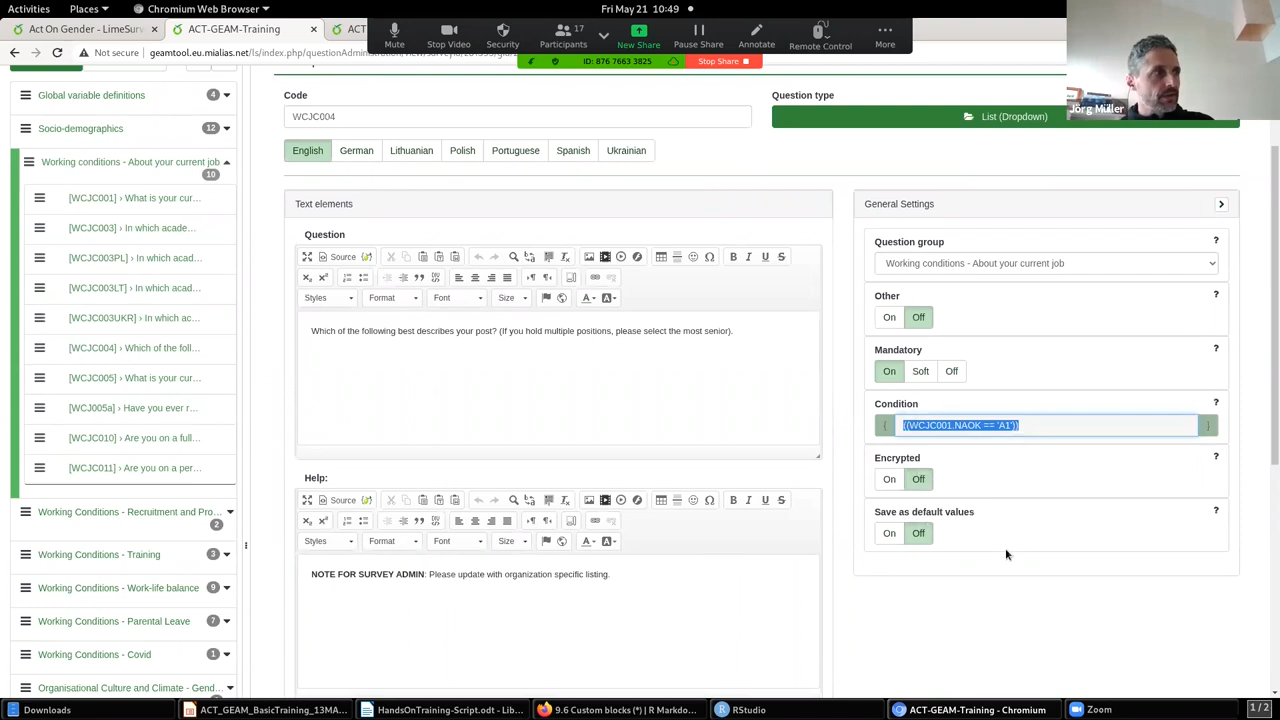 Activities Places Chromium Web Browser Fri May 21 10:49
Act On Gender - LimeSurv ACT-GEAM-Training ACT
Not secure geamtool.eu.mialias.net/ls/index.php/questionAdmin
Mute Stop Video Security Participants 17 New Share Pause Share Annotate Remote Control More
ID: 876 7663 3825 Stop Share
Jörg Müller
Global variable definitions 4
Socio-demographics 12
Working conditions - About your current job
10
[WCJC001] › What is your cur...
[WCJC003] › In which acade...
[WCJC003PL] › In which acad...
[WCJC003LT] › In which acad...
[WCJC003UKR] › In which ac...
[WCJC004] › Which of the foll...
[WCJC005] › What is your cur...
[WCJ005a] › Have you ever r...
[WCJC010] › Are you on a full...
[WCJC011] › Are you on a per...
Working Conditions - Recruitment and Pro...
2
Working Conditions - Training 3
Working Conditions - Work-life balance 9
Working Conditions - Parental Leave 7
Working Conditions - Covid 1
Organisational Culture and Climate - Gend...
Code
WCJC004
Question type
List (Dropdown)
English German Lithuanian Polish Portuguese Spanish Ukrainian
Text elements
Question
Source
Styles Format Font Size A A
Which of the following best describes your post? (If you hold multiple positions, please select the most senior).
Help:
Source
Styles Format Font Size A A
NOTE FOR SURVEY ADMIN: Please update with organization specific listing.
General Settings
Question group ?
Working conditions - About your current job
Other ?
On Off
Mandatory ?
On Soft Off
Condition ?
{ ((WCJC001.NAOK == 'A1')) }
Encrypted ?
On Off
Save as default values ?
On Off
Downloads ACT_GEAM_BasicTraining_13MA... HandsOnTraining-Script.odt - Lib... 9.6 Custom blocks (*) | R Markdo... RStudio ACT-GEAM-Training - Chromium Zoom 1 / 2